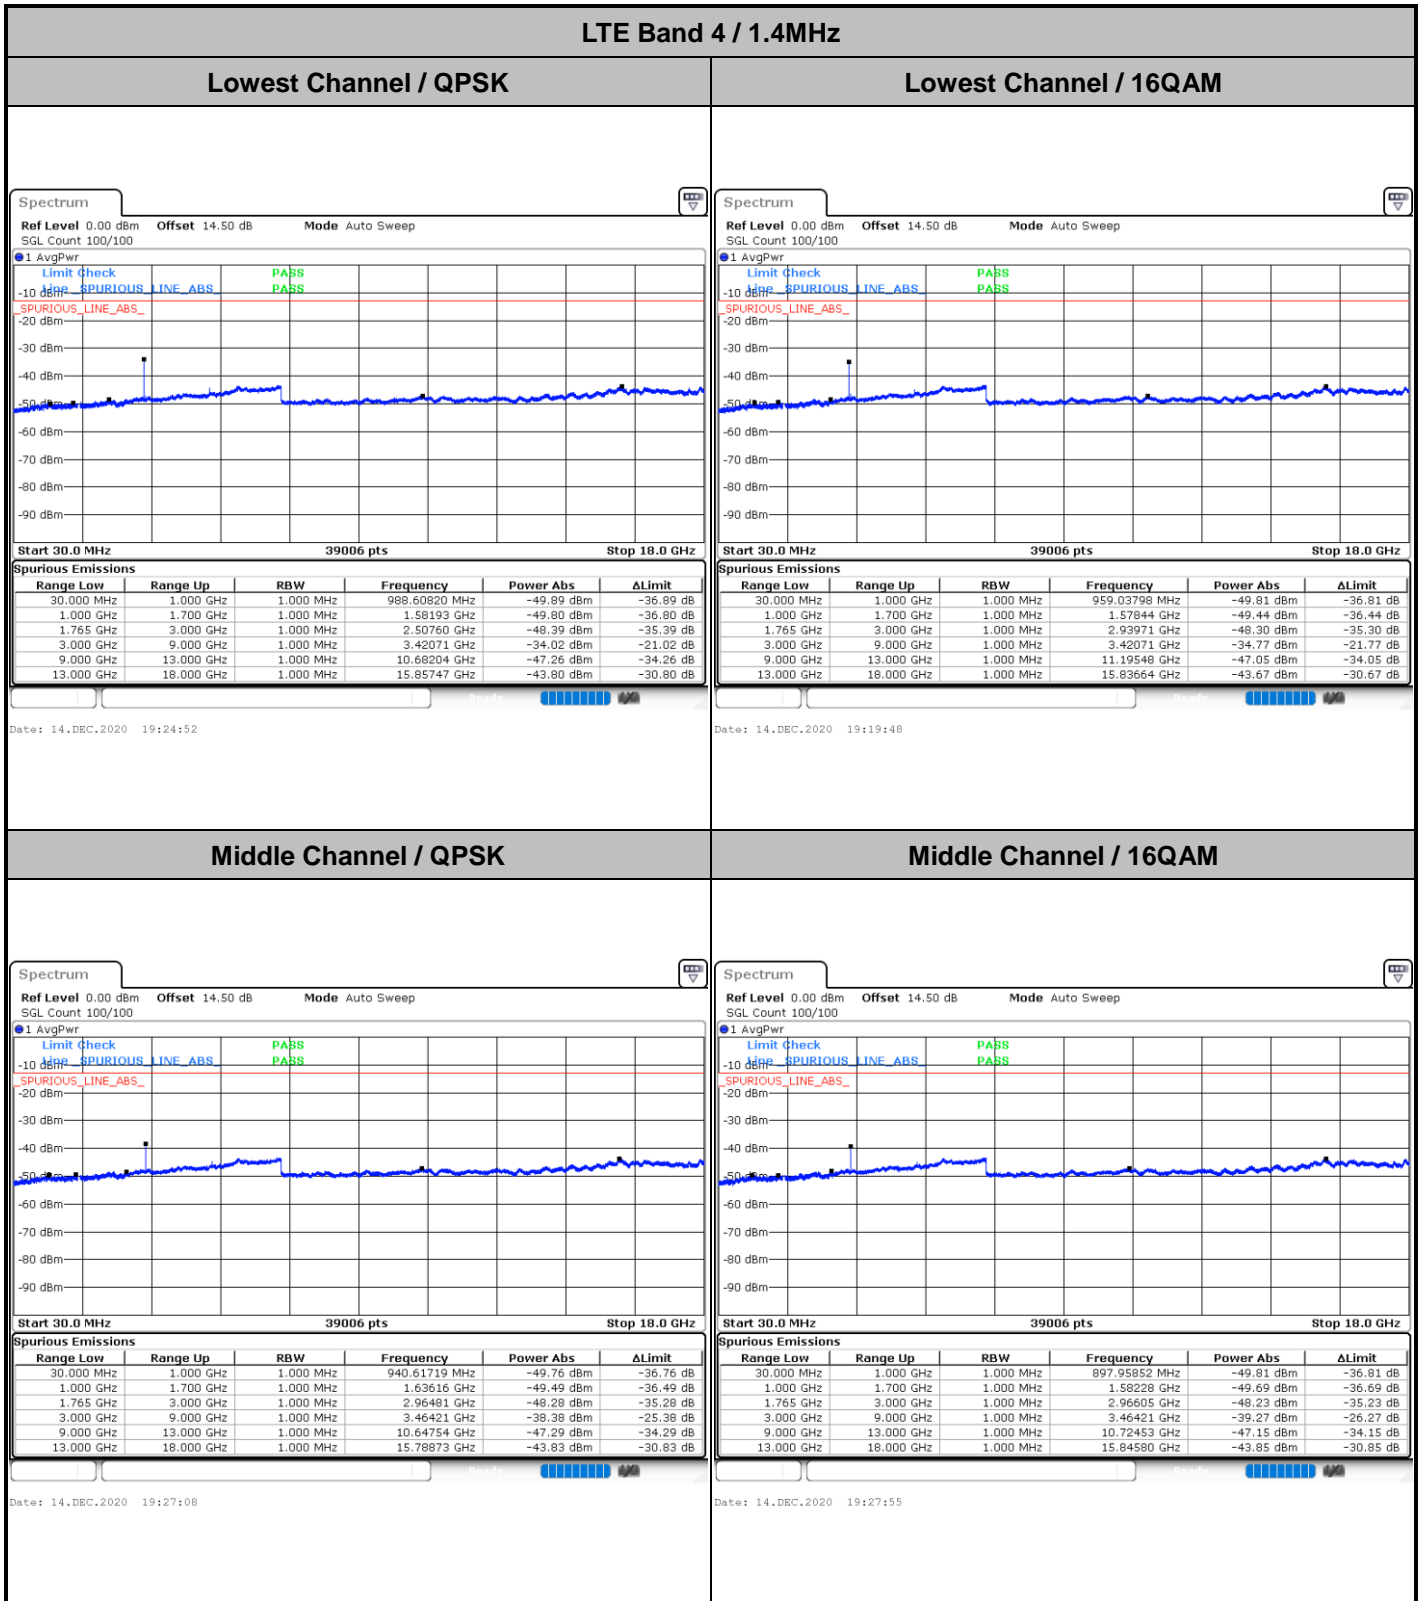 LTE Band 4 / 1.4MHz
Lowest Channel / QPSK
Lowest Channel / 16QAM
Spectrum
Ref Level 0.00 dBm Offset 14.50 dB Mode Auto Sweep
SGL Count 100/100
1 AvgPwr
Limit Check PASS
Line _SPURIOUS_LINE_ABS_ PASS
-10 dBm
_SPURIOUS_LINE_ABS_
-20 dBm
-30 dBm
-40 dBm
-50 dBm
-60 dBm
-70 dBm
-80 dBm
-90 dBm
Start 30.0 MHz 39006 pts Stop 18.0 GHz
Spurious Emissions
Range Low Range Up RBW Frequency Power Abs ΔLimit
30.000 MHz 1.000 GHz 1.000 MHz 988.60820 MHz -49.89 dBm -36.89 dB
1.000 GHz 1.700 GHz 1.000 MHz 1.58193 GHz -49.80 dBm -36.80 dB
1.765 GHz 3.000 GHz 1.000 MHz 2.50760 GHz -48.39 dBm -35.39 dB
3.000 GHz 9.000 GHz 1.000 MHz 3.42071 GHz -34.02 dBm -21.02 dB
9.000 GHz 13.000 GHz 1.000 MHz 10.68204 GHz -47.26 dBm -34.26 dB
13.000 GHz 18.000 GHz 1.000 MHz 15.85747 GHz -43.80 dBm -30.80 dB
Date: 14.DEC.2020 19:24:52
Spectrum
Ref Level 0.00 dBm Offset 14.50 dB Mode Auto Sweep
SGL Count 100/100
1 AvgPwr
Limit Check PASS
Line _SPURIOUS_LINE_ABS_ PASS
-10 dBm
_SPURIOUS_LINE_ABS_
-20 dBm
-30 dBm
-40 dBm
-50 dBm
-60 dBm
-70 dBm
-80 dBm
-90 dBm
Start 30.0 MHz 39006 pts Stop 18.0 GHz
Spurious Emissions
Range Low Range Up RBW Frequency Power Abs ΔLimit
30.000 MHz 1.000 GHz 1.000 MHz 959.03798 MHz -49.81 dBm -36.81 dB
1.000 GHz 1.700 GHz 1.000 MHz 1.57844 GHz -49.44 dBm -36.44 dB
1.765 GHz 3.000 GHz 1.000 MHz 2.93971 GHz -48.30 dBm -35.30 dB
3.000 GHz 9.000 GHz 1.000 MHz 3.42071 GHz -34.77 dBm -21.77 dB
9.000 GHz 13.000 GHz 1.000 MHz 11.19548 GHz -47.05 dBm -34.05 dB
13.000 GHz 18.000 GHz 1.000 MHz 15.83664 GHz -43.67 dBm -30.67 dB
Date: 14.DEC.2020 19:19:48
Middle Channel / QPSK
Middle Channel / 16QAM
Spectrum
Ref Level 0.00 dBm Offset 14.50 dB Mode Auto Sweep
SGL Count 100/100
1 AvgPwr
Limit Check PASS
Line _SPURIOUS_LINE_ABS_ PASS
-10 dBm
_SPURIOUS_LINE_ABS_
-20 dBm
-30 dBm
-40 dBm
-50 dBm
-60 dBm
-70 dBm
-80 dBm
-90 dBm
Start 30.0 MHz 39006 pts Stop 18.0 GHz
Spurious Emissions
Range Low Range Up RBW Frequency Power Abs ΔLimit
30.000 MHz 1.000 GHz 1.000 MHz 940.61719 MHz -49.76 dBm -36.76 dB
1.000 GHz 1.700 GHz 1.000 MHz 1.63616 GHz -49.49 dBm -36.49 dB
1.765 GHz 3.000 GHz 1.000 MHz 2.96481 GHz -48.28 dBm -35.28 dB
3.000 GHz 9.000 GHz 1.000 MHz 3.46421 GHz -38.38 dBm -25.38 dB
9.000 GHz 13.000 GHz 1.000 MHz 10.64754 GHz -47.29 dBm -34.29 dB
13.000 GHz 18.000 GHz 1.000 MHz 15.78873 GHz -43.83 dBm -30.83 dB
Date: 14.DEC.2020 19:27:08
Spectrum
Ref Level 0.00 dBm Offset 14.50 dB Mode Auto Sweep
SGL Count 100/100
1 AvgPwr
Limit Check PASS
Line _SPURIOUS_LINE_ABS_ PASS
-10 dBm
_SPURIOUS_LINE_ABS_
-20 dBm
-30 dBm
-40 dBm
-50 dBm
-60 dBm
-70 dBm
-80 dBm
-90 dBm
Start 30.0 MHz 39006 pts Stop 18.0 GHz
Spurious Emissions
Range Low Range Up RBW Frequency Power Abs ΔLimit
30.000 MHz 1.000 GHz 1.000 MHz 897.95852 MHz -49.81 dBm -36.81 dB
1.000 GHz 1.700 GHz 1.000 MHz 1.58228 GHz -49.69 dBm -36.69 dB
1.765 GHz 3.000 GHz 1.000 MHz 2.96605 GHz -48.23 dBm -35.23 dB
3.000 GHz 9.000 GHz 1.000 MHz 3.46421 GHz -39.27 dBm -26.27 dB
9.000 GHz 13.000 GHz 1.000 MHz 10.72453 GHz -47.15 dBm -34.15 dB
13.000 GHz 18.000 GHz 1.000 MHz 15.84580 GHz -43.85 dBm -30.85 dB
Date: 14.DEC.2020 19:27:55